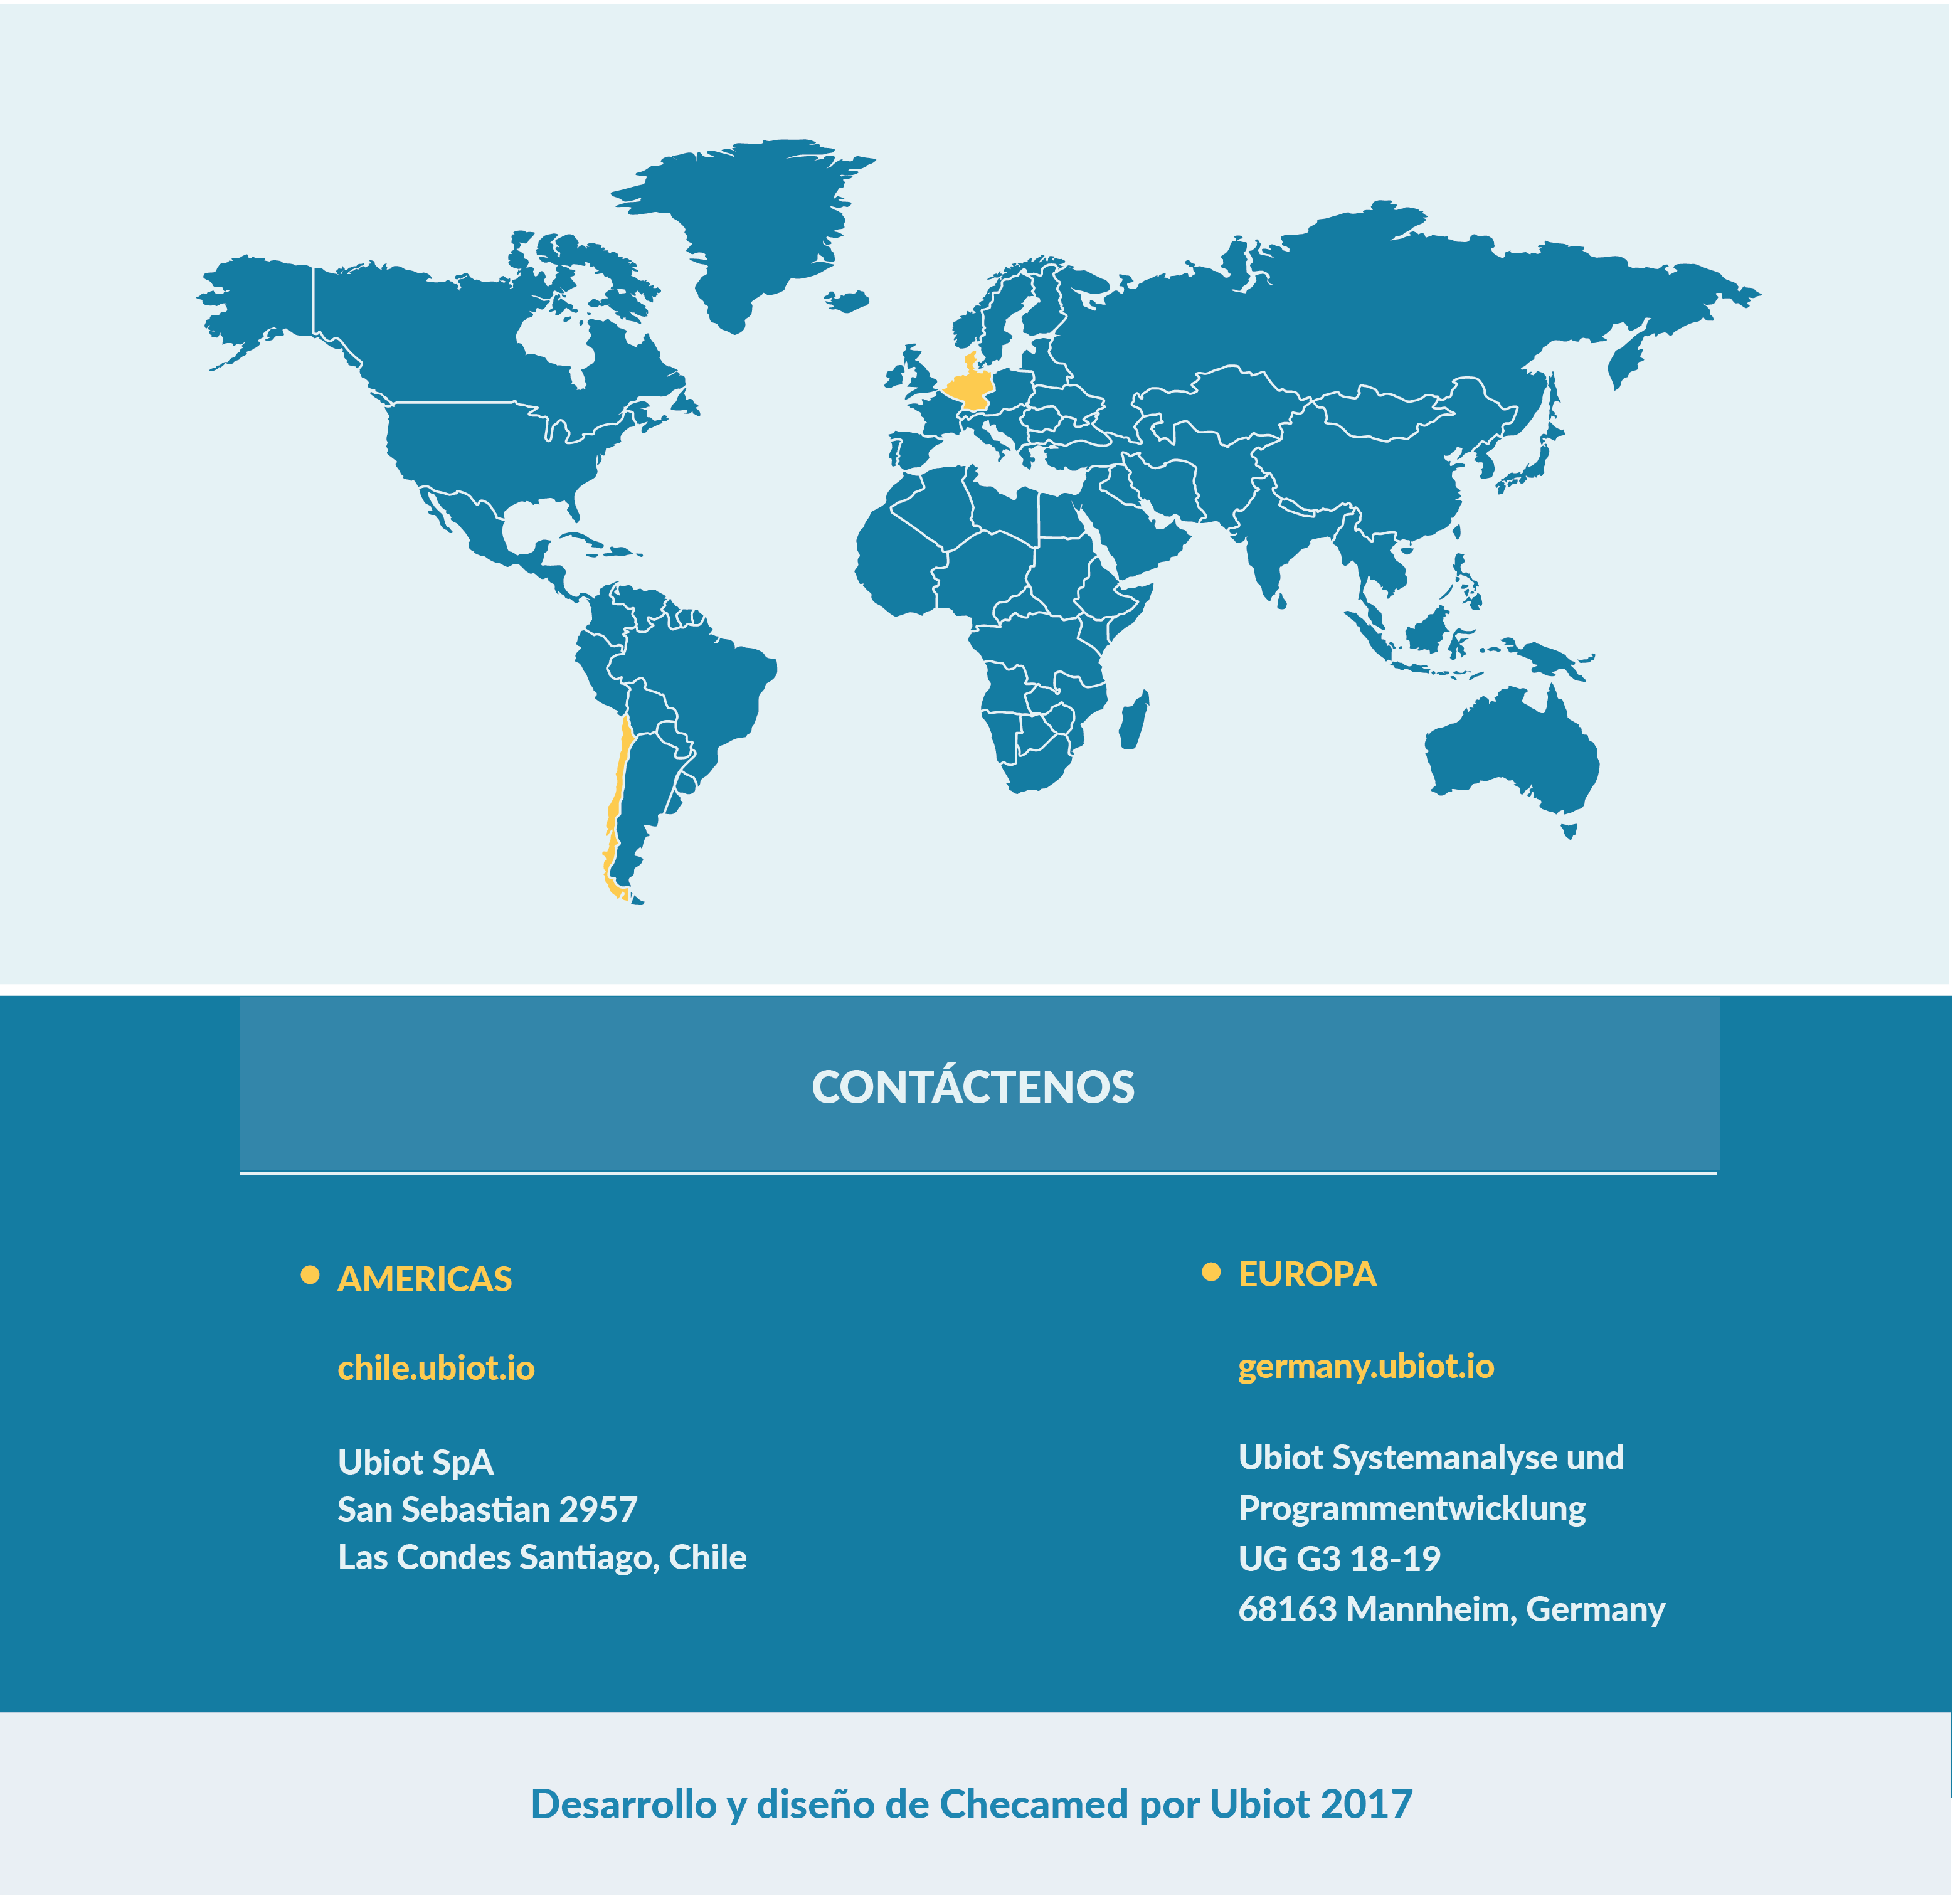 CONTÁCTENOS
AMERICAS
chile.ubiot.io
Ubiot SpA
San Sebastian 2957
Las Condes Santiago, Chile
EUROPA
germany.ubiot.io
Ubiot Systemanalyse und
Programmentwicklung
UG G3 18-19
68163 Mannheim, Germany
Desarrollo y diseño de Checamed por Ubiot 2017